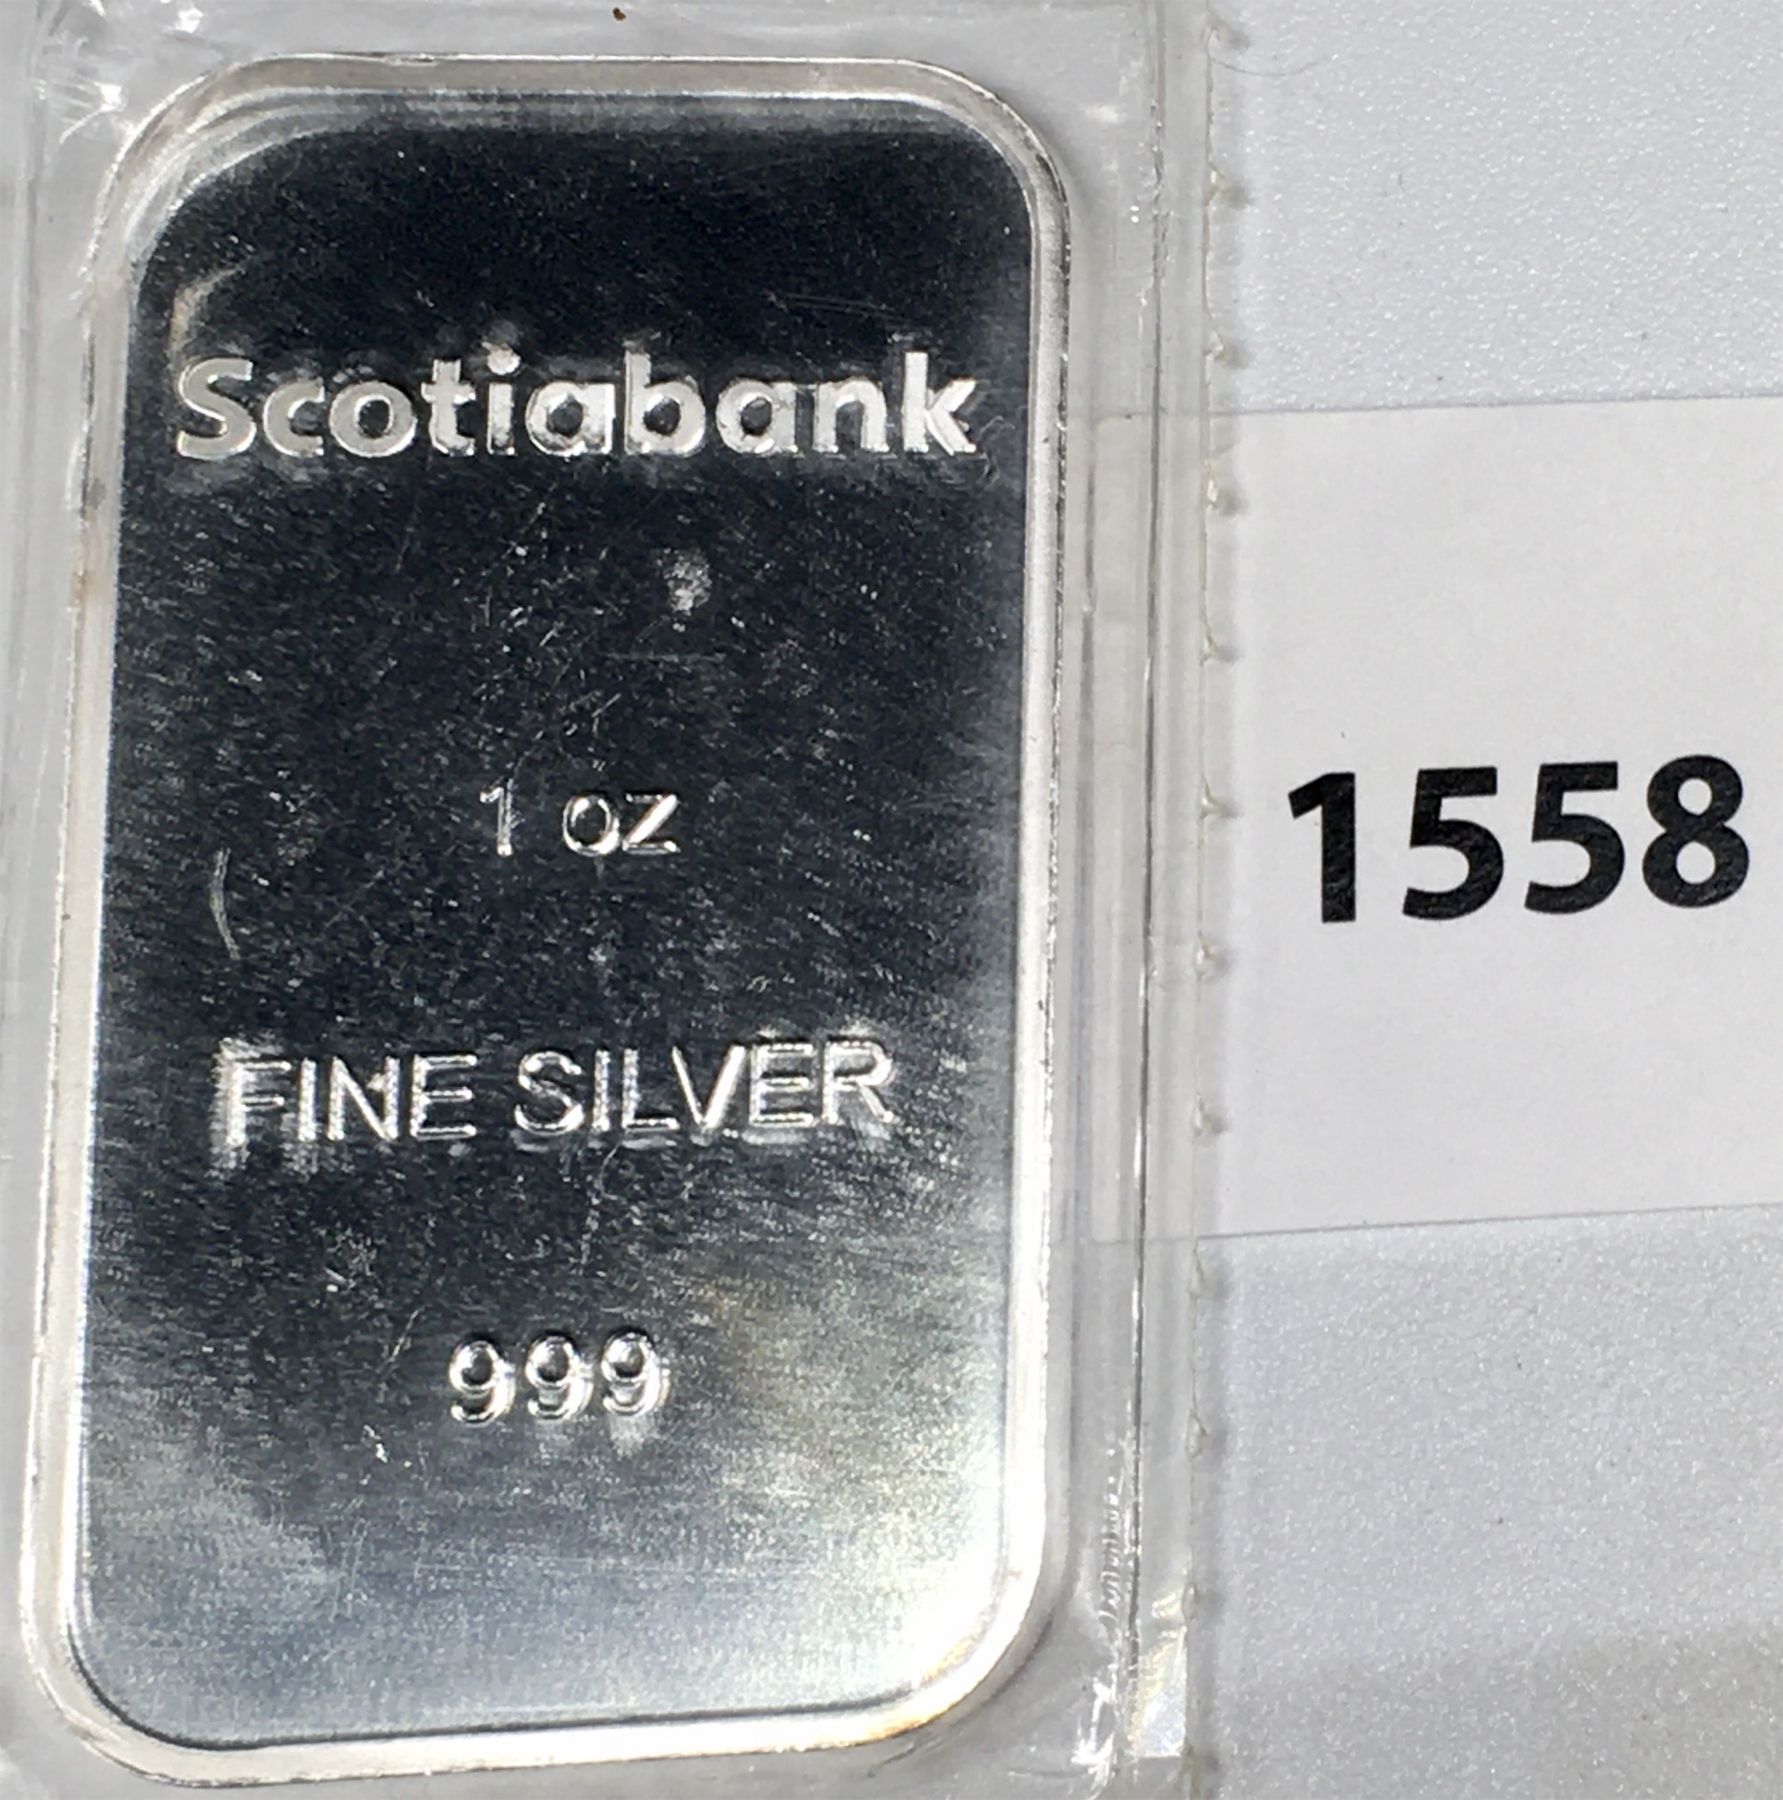 Scotiabank
1 oz
FINE SILVER
999
1558